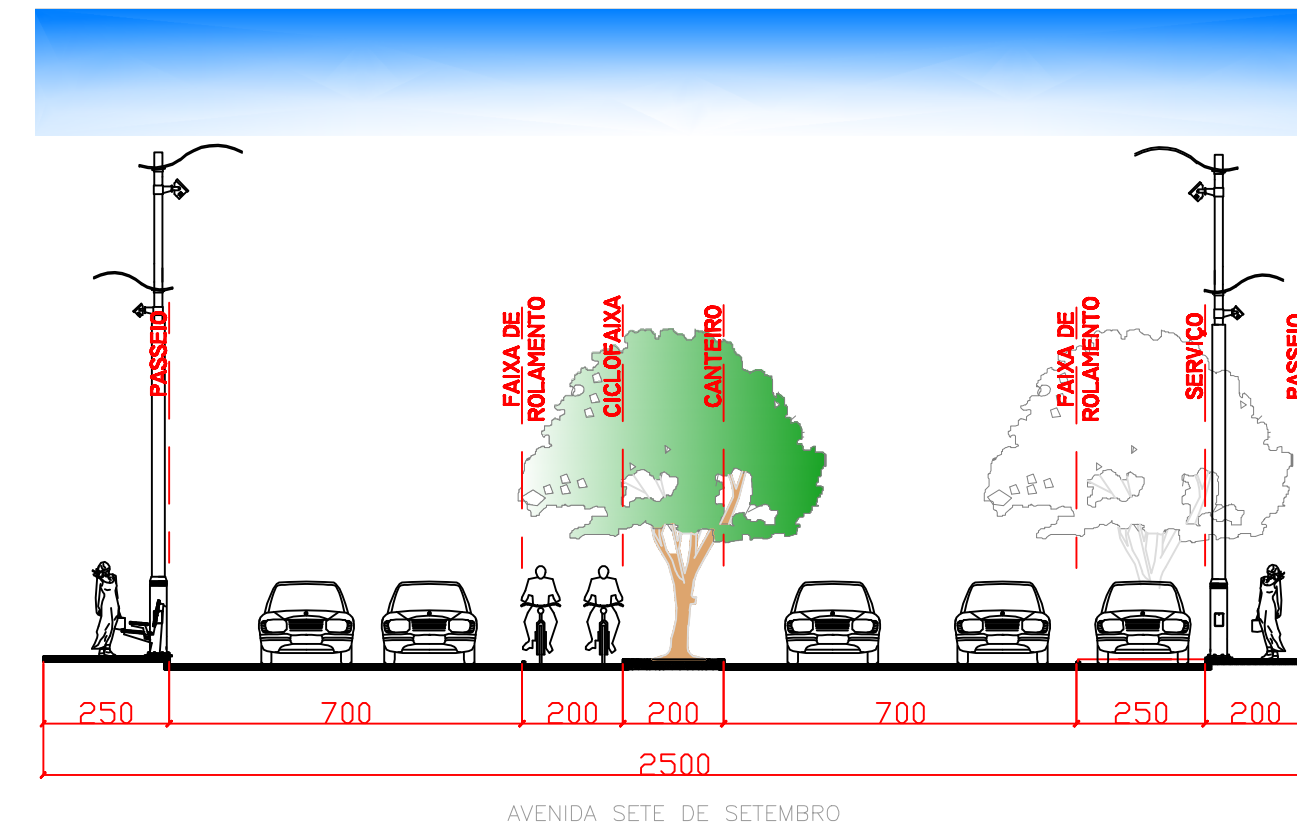 PASSEIO
FAIXA DE
ROLAMENTO
CICLOFAIXA
CANTEIRO
FAIXA DE
ROLAMENTO
SERVIÇO
PASSEIO
250
700
200
200
700
250
200
2500
AVENIDA SETE DE SETEMBRO